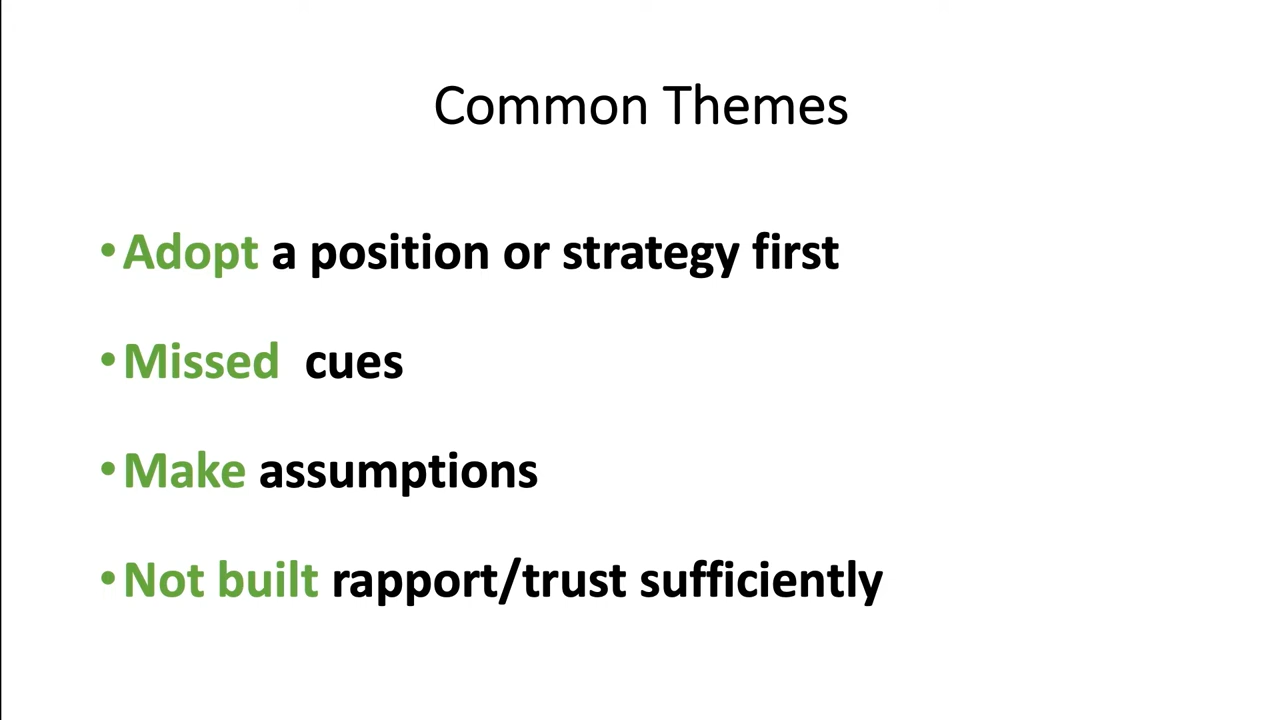 Common Themes
•Adopt a position or strategy first
•Missed  cues
•Make assumptions
•Not built rapport/trust sufficiently